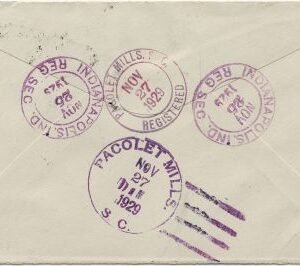 INDIANAPOLIS, IND.
NOV
26
1929
REG SEC
PACOLET MILLS, S.C.
NOV
27
1929
REGISTERED
INDIANAPOLIS, IND.
NOV
26
1929
REG SEC
PACOLET MILLS,
NOV
27
1929
S. C.